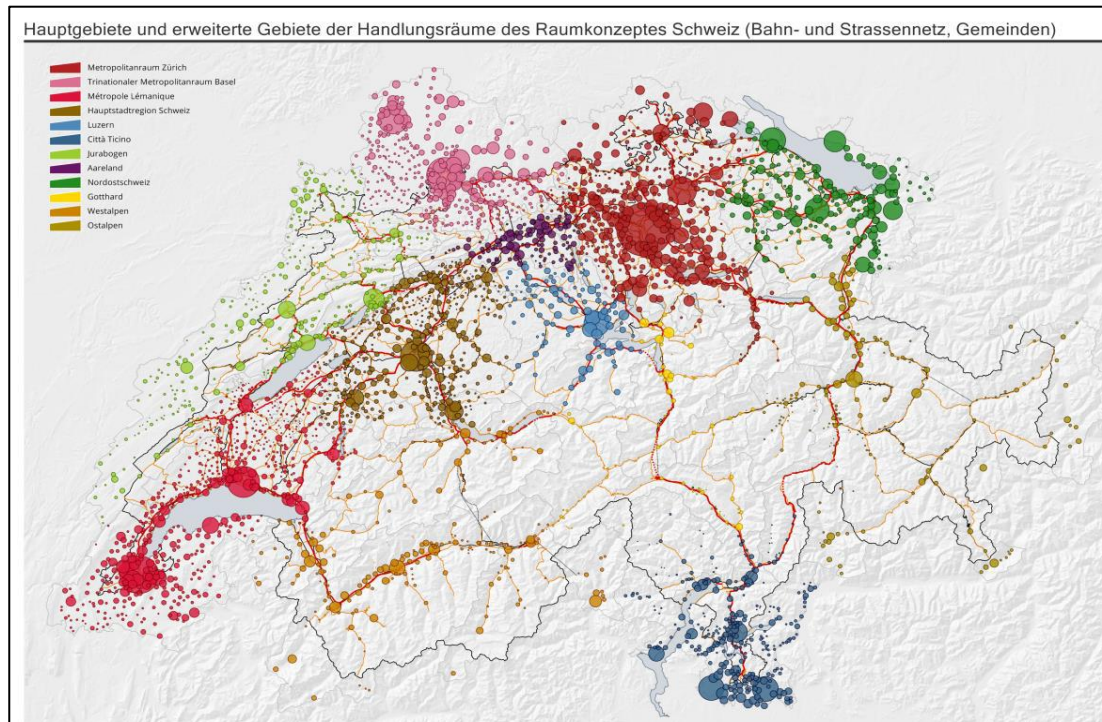 Hauptgebiete und erweiterte Gebiete der Handlungsräume des Raumkonzeptes Schweiz (Bahn- und Strassennetz, Gemeinden)
Metropolitanraum Zürich
Trinationaler Metropolitanraum Basel
Métropole Lémanique
Hauptstadtregion Schweiz
Luzern
Città Ticino
Jurabogen
Aareland
Nordostschweiz
Gotthard
Westalpen
Ostalpen